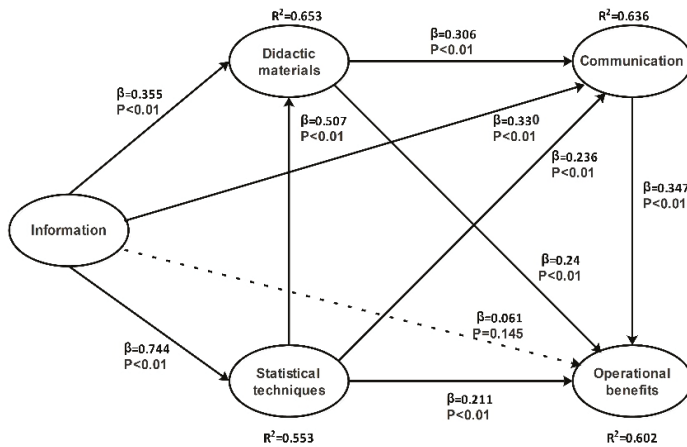 R²=0.653
R²=0.636
Didactic
materials
β=0.306
P<0.01
Communication
β=0.355
P<0.01
β=0.507
P<0.01
β=0.330
P<0.01
β=0.236
P<0.01
β=0.347
P<0.01
Information
β=0.24
P<0.01
β=0.061
P=0.145
β=0.744
P<0.01
Statistical
techniques
β=0.211
P<0.01
Operational
benefits
R²=0.553
R²=0.602